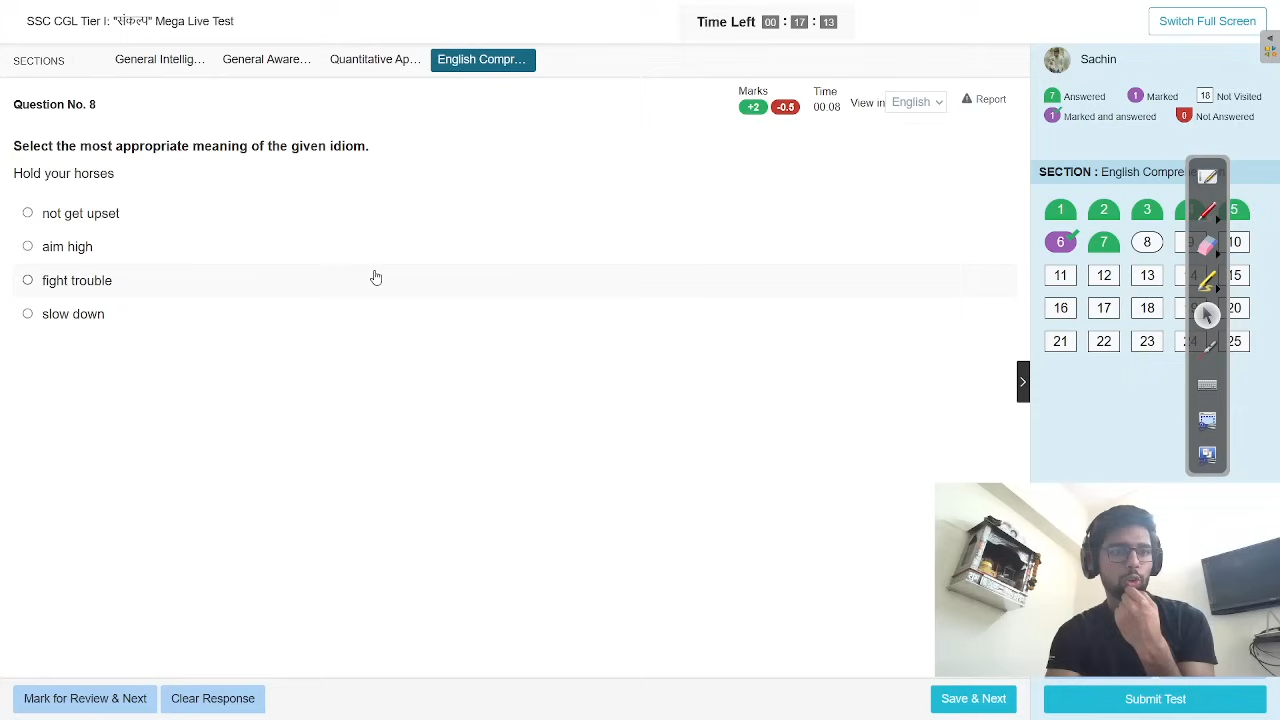 SSC CGL Tier I: "संकल्प" Mega Live Test
Time Left 00 : 17 : 13
Switch Full Screen
SECTIONS
General Intellig...
General Aware...
Quantitative Ap...
English Compr...
Sachin
Question No. 8
Marks
+2 -0.5
Time
00:08
View in English
Report
7 Answered
1 Marked
18 Not Visited
1 Marked and answered
0 Not Answered
Select the most appropriate meaning of the given idiom.
Hold your horses
not get upset
aim high
fight trouble
slow down
SECTION : English Compre
1 2 3 5
6 7 8 10
11 12 13 15
16 17 18 20
21 22 23 24 25
Mark for Review & Next
Clear Response
Save & Next
Submit Test